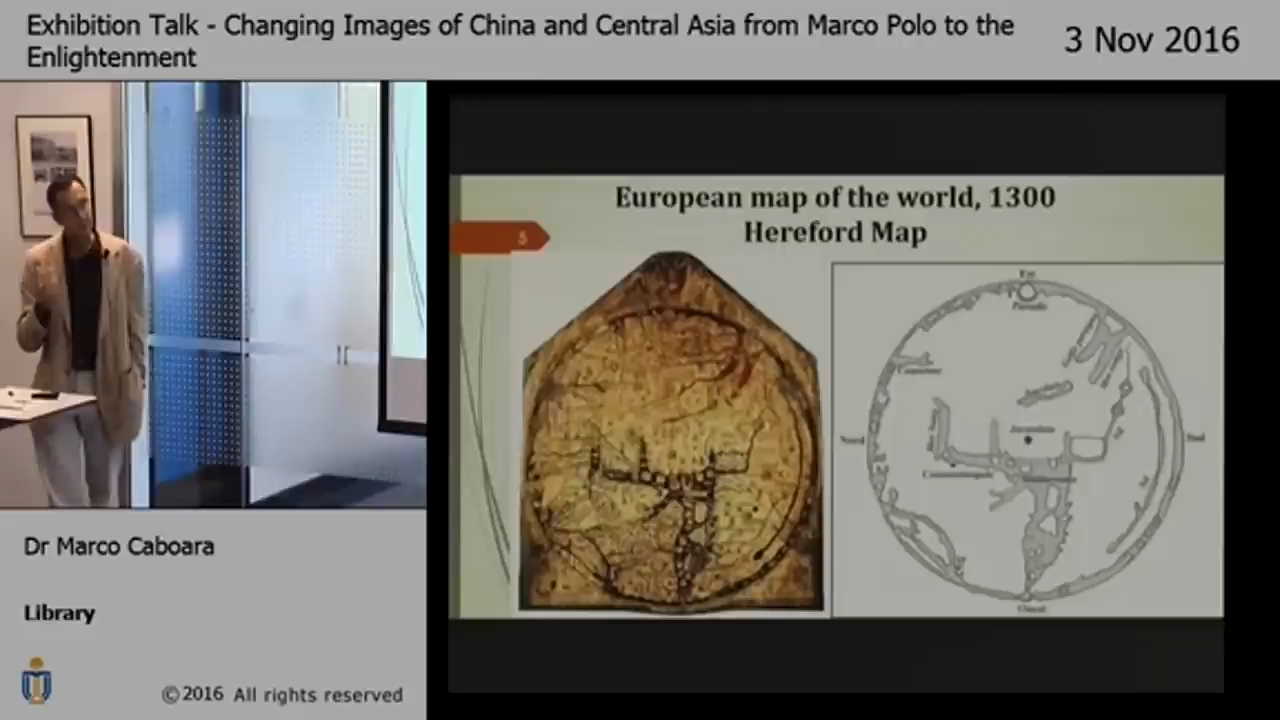 Exhibition Talk - Changing Images of China and Central Asia from Marco Polo to the
Enlightenment
3 Nov 2016
European map of the world, 1300
Hereford Map
5
Dr Marco Caboara
Library
©2016 All rights reserved